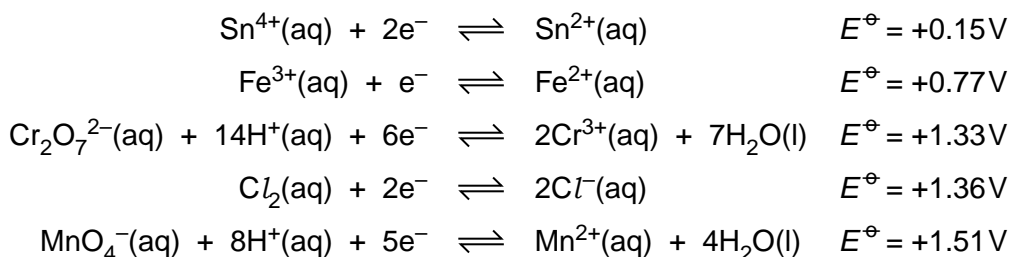 Sn⁴⁺(aq) + 2e⁻ ⇌ Sn²⁺(aq) E⦵ = +0.15V
Fe³⁺(aq) + e⁻ ⇌ Fe²⁺(aq) E⦵ = +0.77V
Cr₂O₇²⁻(aq) + 14H⁺(aq) + 6e⁻ ⇌ 2Cr³⁺(aq) + 7H₂O(l) E⦵ = +1.33V
Cl₂(aq) + 2e⁻ ⇌ 2Cl⁻(aq) E⦵ = +1.36V
MnO₄⁻(aq) + 8H⁺(aq) + 5e⁻ ⇌ Mn²⁺(aq) + 4H₂O(l) E⦵ = +1.51V